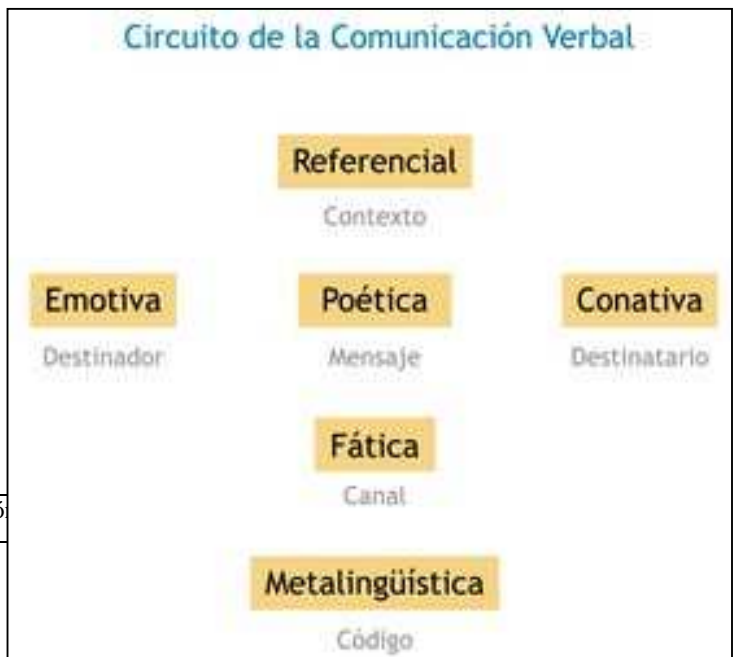 Circuito de la Comunicación Verbal
Referencial
Contexto
Emotiva Poética Conativa
Destinador Mensaje Destinatario
Fática
Canal
Metalingüística
Código